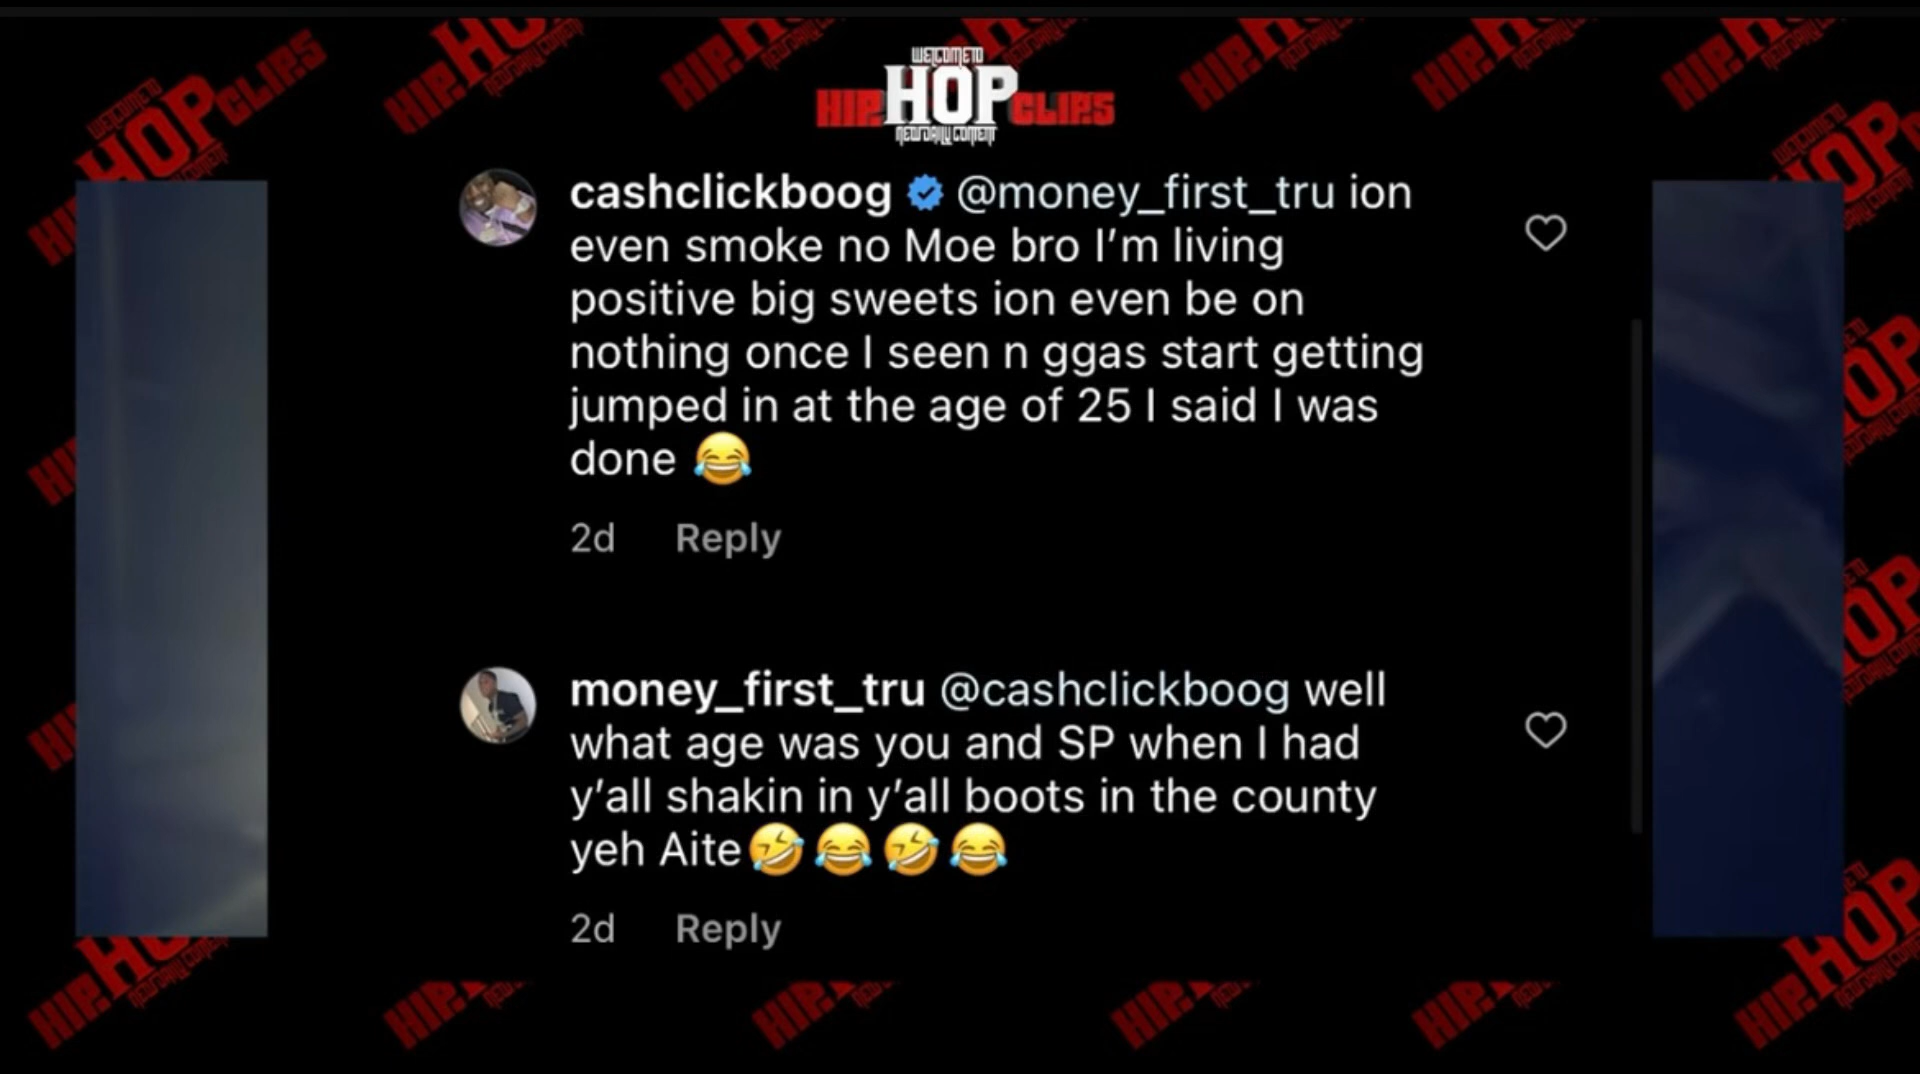 WELCOME TO
HIP HOP CLIPS
NEW DAILY CONTENT
cashclickboog @money_first_tru ion
even smoke no Moe bro I'm living
positive big sweets ion even be on
nothing once I seen n ggas start getting
jumped in at the age of 25 I said I was
done 😂
2d Reply
money_first_tru @cashclickboog well
what age was you and SP when I had
y'all shakin in y'all boots in the county
yeh Aite🤣😂🤣😂
2d Reply